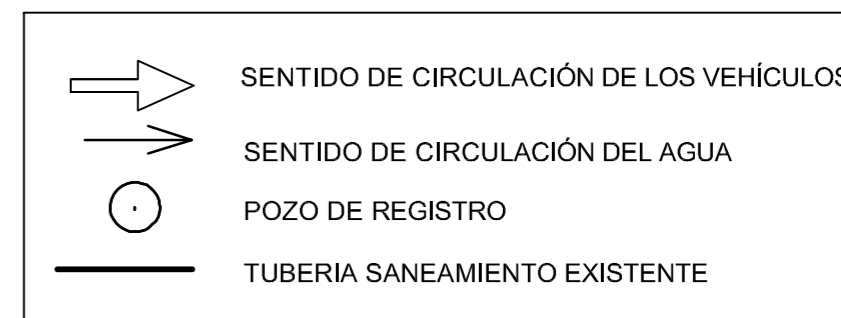 SENTIDO DE CIRCULACIÓN DE LOS VEHÍCULOS
SENTIDO DE CIRCULACIÓN DEL AGUA
POZO DE REGISTRO
TUBERIA SANEAMIENTO EXISTENTE